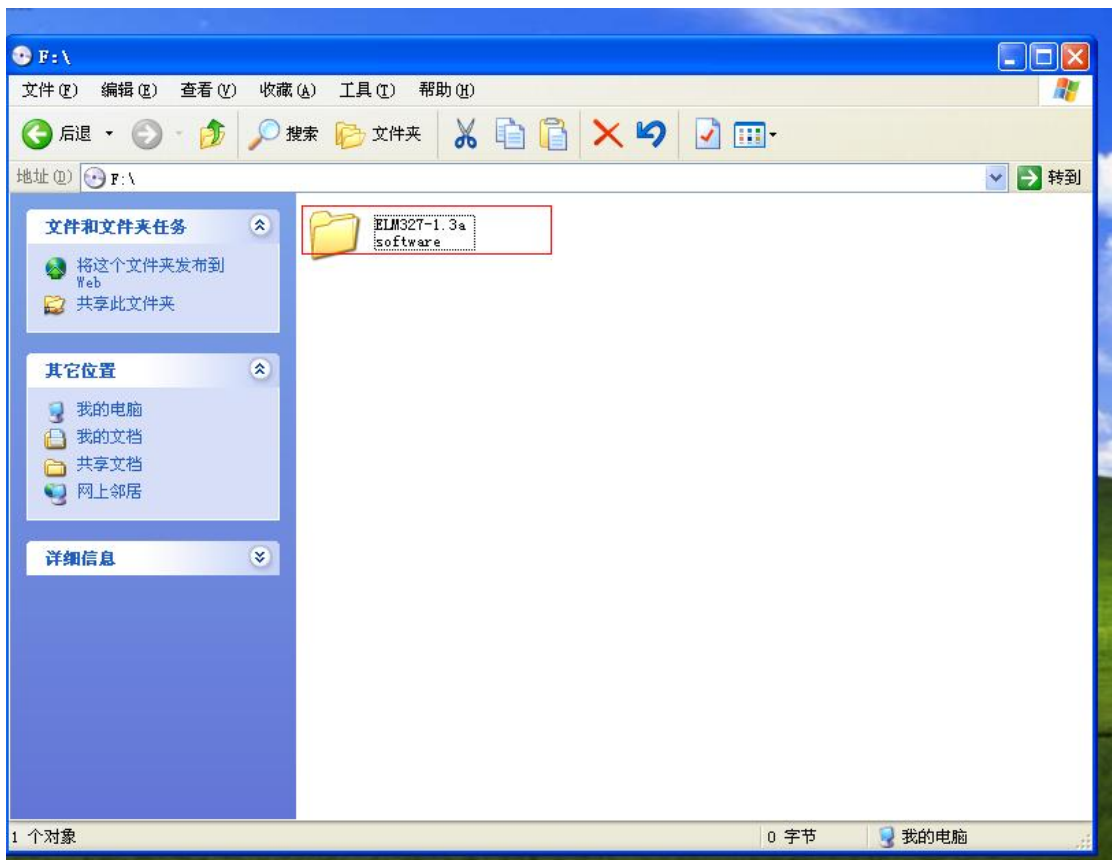 F:\
文件(F) 编辑(E) 查看(V) 收藏(A) 工具(T) 帮助(H)
后退 搜索 文件夹
地址(D) F:\ 转到
文件和文件夹任务
将这个文件夹发布到
Web
共享此文件夹
其它位置
我的电脑
我的文档
共享文档
网上邻居
详细信息
ELM327-1.3a
software
1 个对象 0 字节 我的电脑